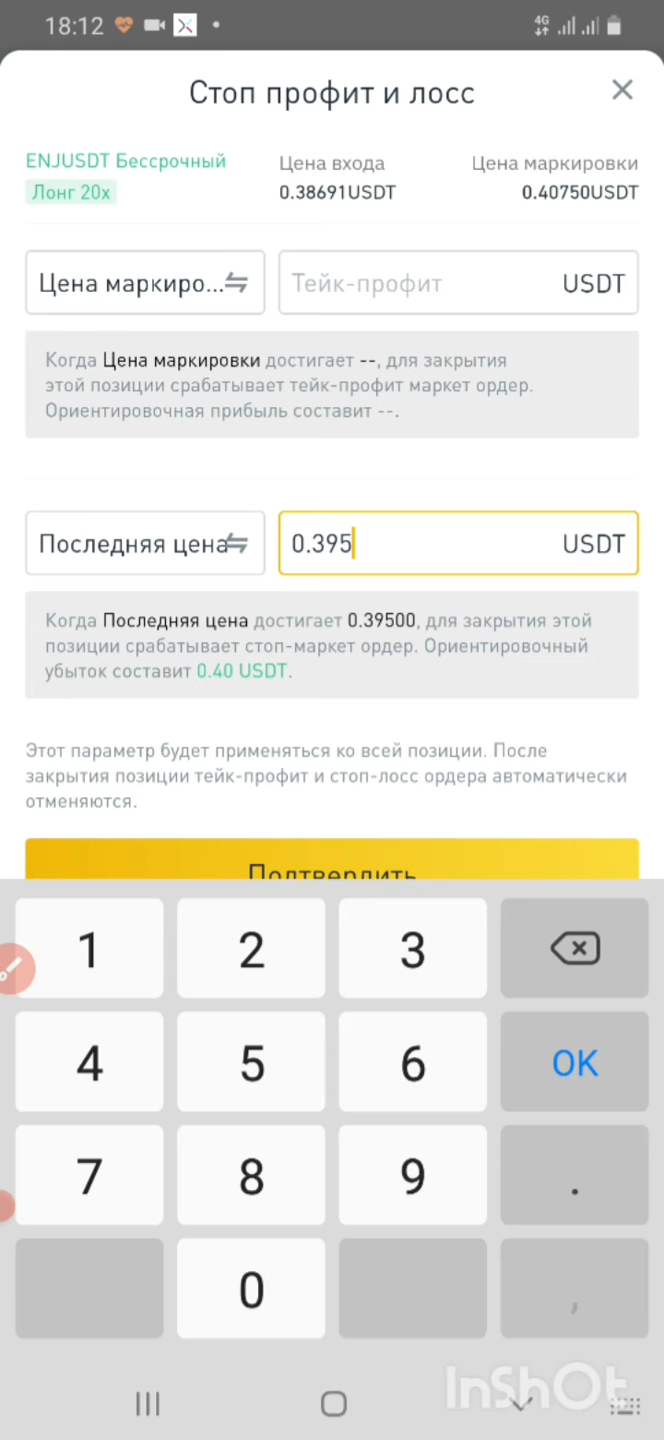 18:12
4G
Стоп профит и лосс
ENJUSDT Бессрочный
Лонг 20x
Цена входа
0.38691USDT
Цена маркировки
0.40750USDT
Цена маркиро...
Тейк-профит
USDT
Когда Цена маркировки достигает --, для закрытия
этой позиции срабатывает тейк-профит маркет ордер.
Ориентировочная прибыль составит --.
Последняя цена
0.395
USDT
Когда Последняя цена достигает 0.39500, для закрытия этой
позиции срабатывает стоп-маркет ордер. Ориентировочный
убыток составит 0.40 USDT.
Этот параметр будет применяться ко всей позиции. После
закрытия позиции тейк-профит и стоп-лосс ордера автоматически
отменяются.
Подтвердить
1 2 3
4 5 6 OK
7 8 9 .
0 ,
InShOt